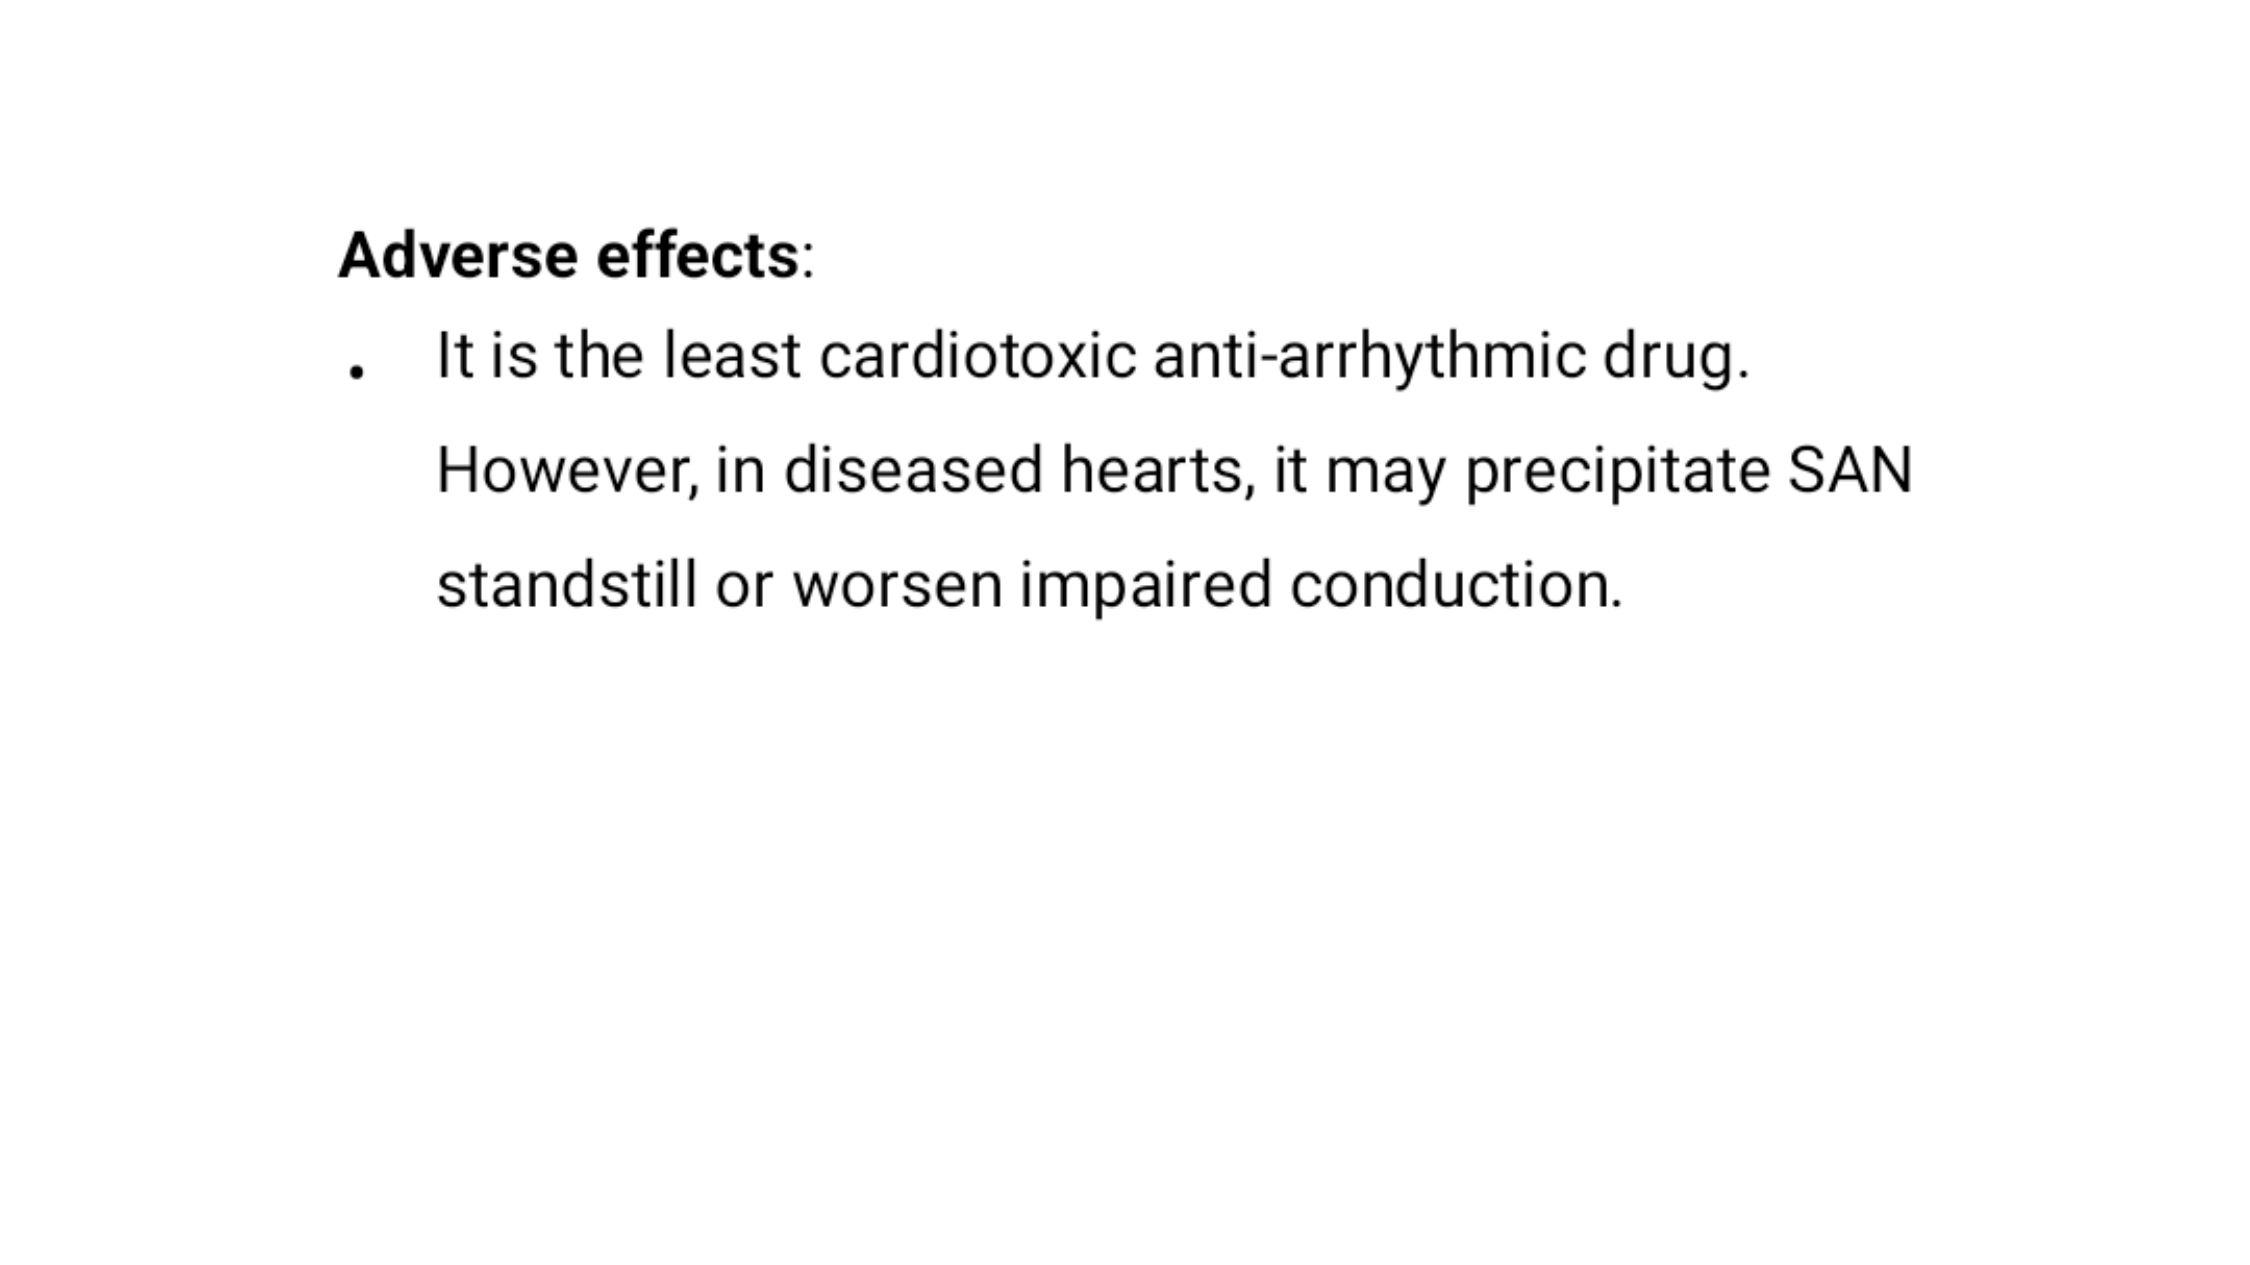 Adverse effects:
. It is the least cardiotoxic anti-arrhythmic drug.
However, in diseased hearts, it may precipitate SAN
standstill or worsen impaired conduction.